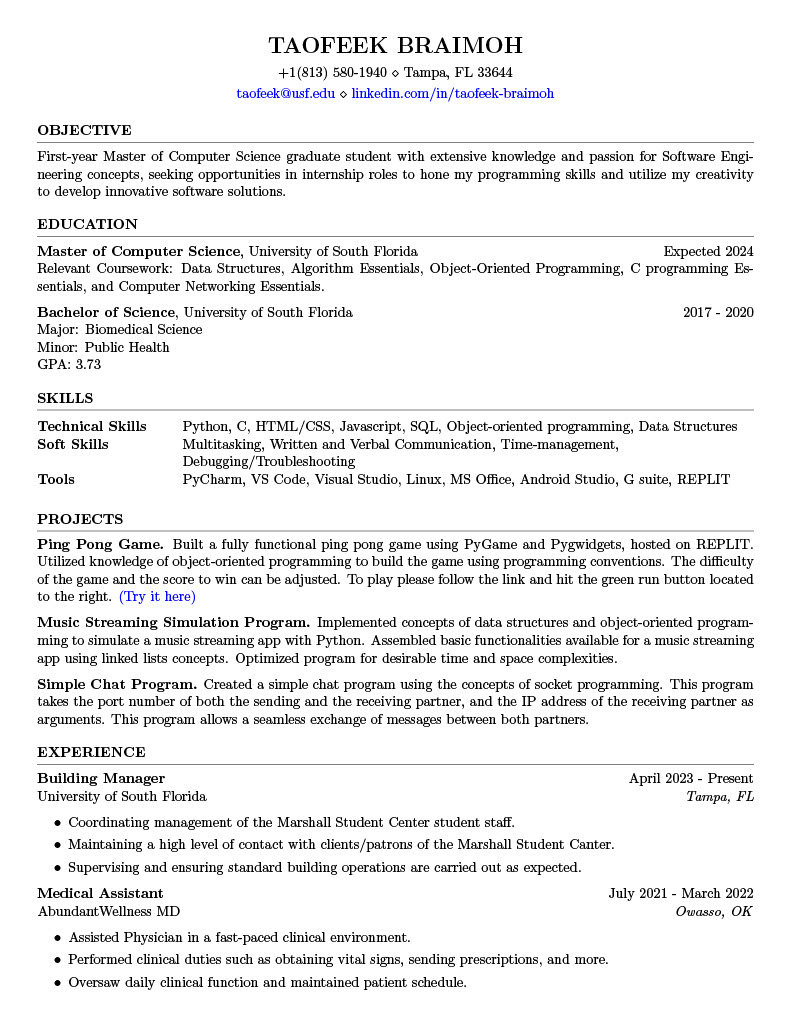 TAOFEEK BRAIMOH
+1(813) 580-1940 ⋄ Tampa, FL 33644
taofeek@usf.edu ⋄ linkedin.com/in/taofeek-braimoh
OBJECTIVE
First-year Master of Computer Science graduate student with extensive knowledge and passion for Software Engi-
neering concepts, seeking opportunities in internship roles to hone my programming skills and utilize my creativity
to develop innovative software solutions.
EDUCATION
Master of Computer Science, University of South Florida Expected 2024
Relevant Coursework: Data Structures, Algorithm Essentials, Object-Oriented Programming, C programming Es-
sentials, and Computer Networking Essentials.
Bachelor of Science, University of South Florida 2017 - 2020
Major: Biomedical Science
Minor: Public Health
GPA: 3.73
SKILLS
Technical Skills Python, C, HTML/CSS, Javascript, SQL, Object-oriented programming, Data Structures
Soft Skills Multitasking, Written and Verbal Communication, Time-management,
Debugging/Troubleshooting
Tools PyCharm, VS Code, Visual Studio, Linux, MS Office, Android Studio, G suite, REPLIT
PROJECTS
Ping Pong Game. Built a fully functional ping pong game using PyGame and Pygwidgets, hosted on REPLIT.
Utilized knowledge of object-oriented programming to build the game using programming conventions. The difficulty
of the game and the score to win can be adjusted. To play please follow the link and hit the green run button located
to the right. (Try it here)
Music Streaming Simulation Program. Implemented concepts of data structures and object-oriented program-
ming to simulate a music streaming app with Python. Assembled basic functionalities available for a music streaming
app using linked lists concepts. Optimized program for desirable time and space complexities.
Simple Chat Program. Created a simple chat program using the concepts of socket programming. This program
takes the port number of both the sending and the receiving partner, and the IP address of the receiving partner as
arguments. This program allows a seamless exchange of messages between both partners.
EXPERIENCE
Building Manager April 2023 - Present
University of South Florida Tampa, FL
• Coordinating management of the Marshall Student Center student staff.
• Maintaining a high level of contact with clients/patrons of the Marshall Student Canter.
• Supervising and ensuring standard building operations are carried out as expected.
Medical Assistant July 2021 - March 2022
AbundantWellness MD Owasso, OK
• Assisted Physician in a fast-paced clinical environment.
• Performed clinical duties such as obtaining vital signs, sending prescriptions, and more.
• Oversaw daily clinical function and maintained patient schedule.